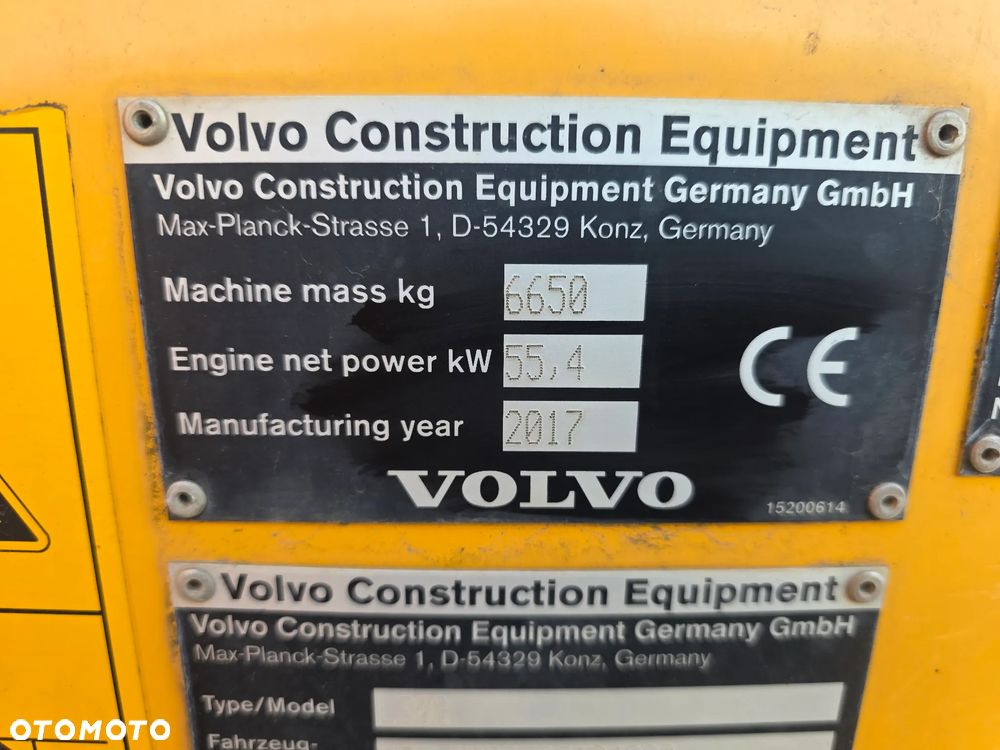 Volvo Construction Equipment
Volvo Construction Equipment Germany GmbH
Max-Planck-Strasse 1, D-54329 Konz, Germany
Machine mass kg 6650
Engine net power kW 55,4
Manufacturing year 2017
CE
VOLVO
15200614
Volvo Construction Equipment
Volvo Construction Equipment Germany GmbH
Max-Planck-Strasse 1, D-54329 Konz, Germany
Type/Model
Fahrzeug-
OTOMOTO